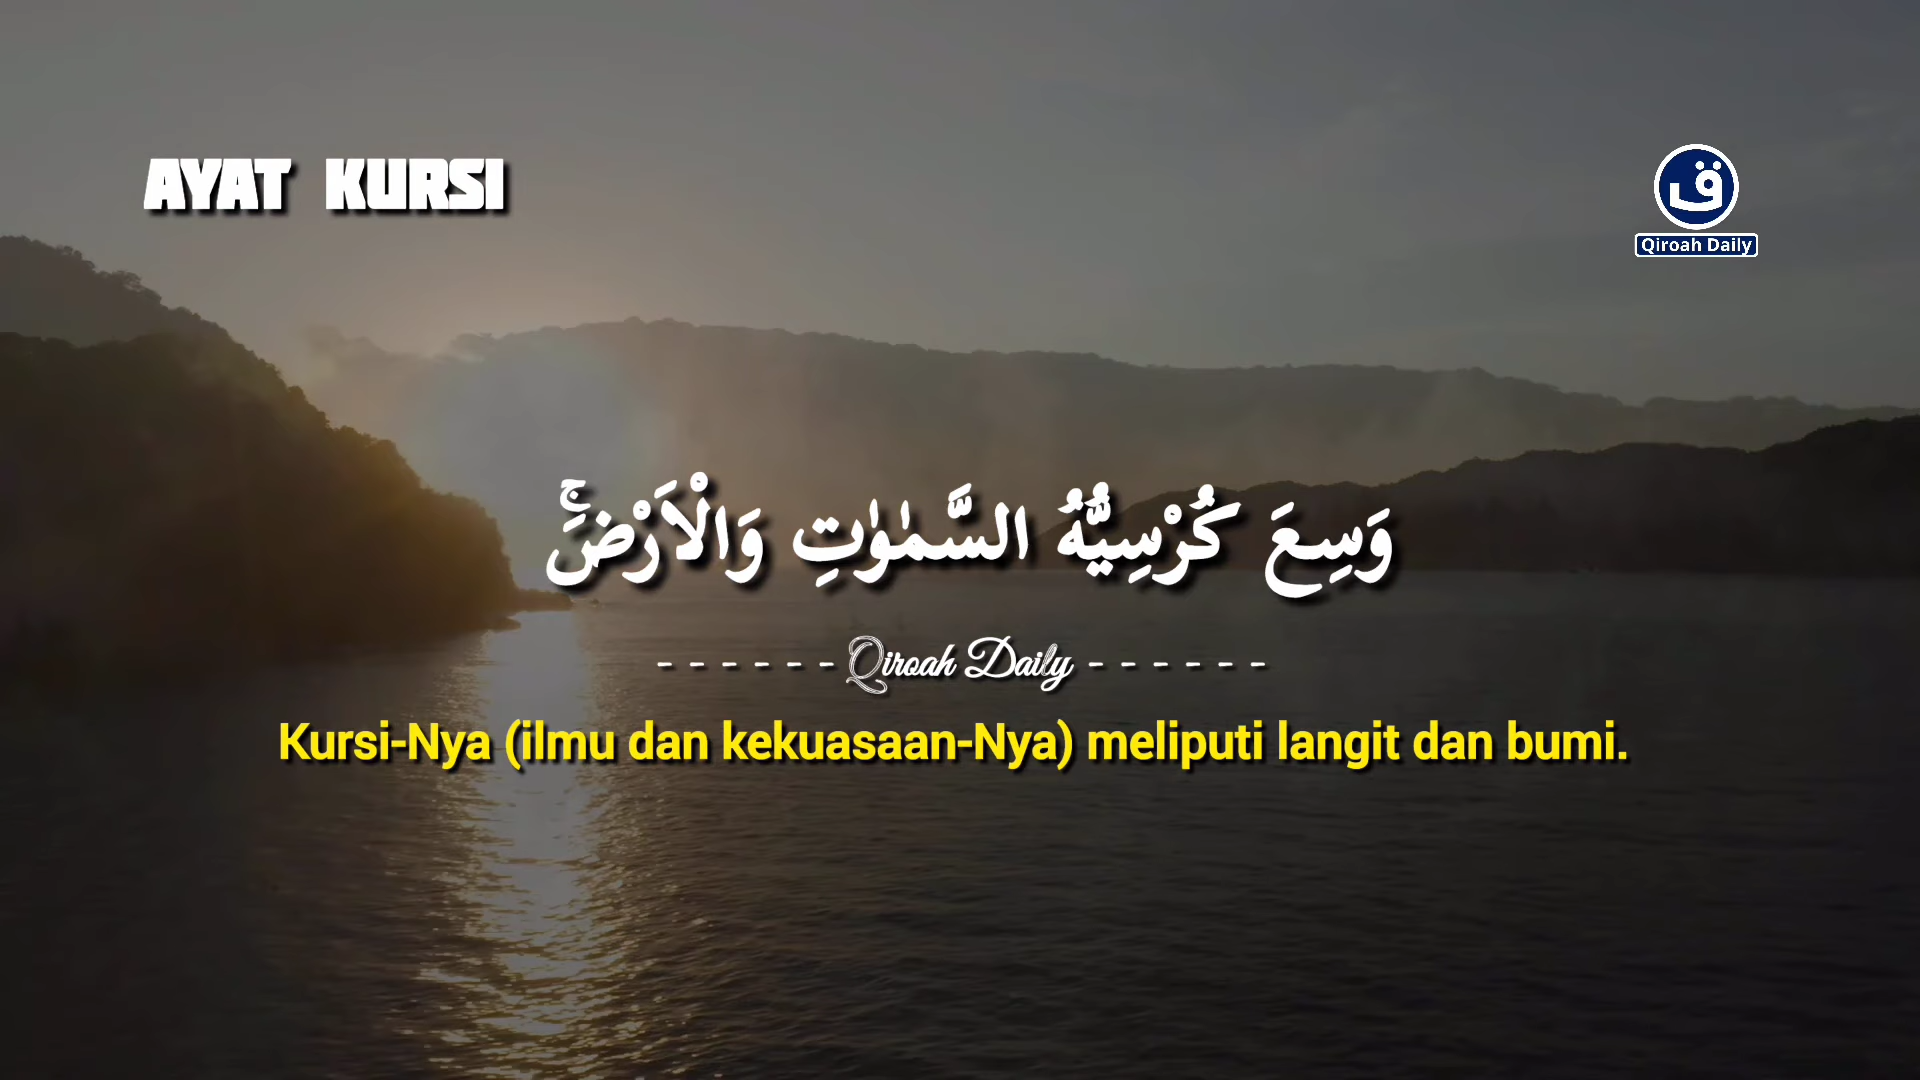 AYAT KURSI
ق
Qiroah Daily
وَسِعَ كُرْسِيُّهُ السَّمٰوٰتِ وَالْاَرْضَۚ
------Qiroah Daily------
Kursi-Nya (ilmu dan kekuasaan-Nya) meliputi langit dan bumi.